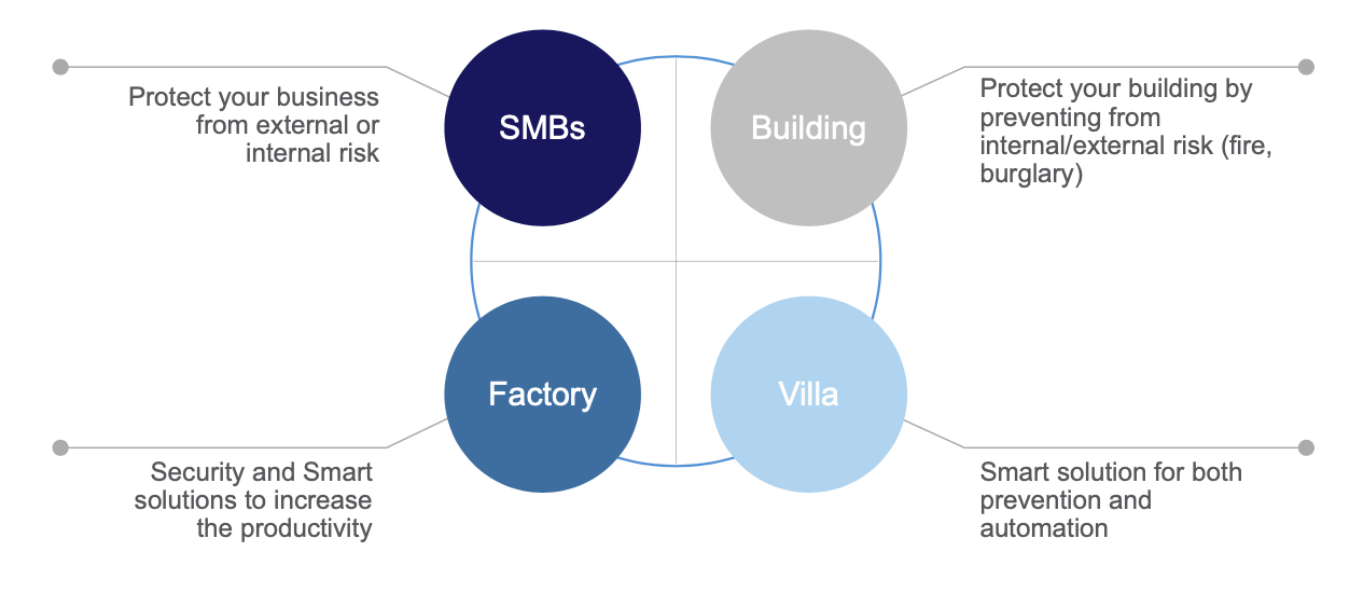 SMBs
Protect your business
from external or
internal risk
Building
Protect your building by
preventing from
internal/external risk (fire,
burglary)
Factory
Security and Smart
solutions to increase
the productivity
Villa
Smart solution for both
prevention and
automation